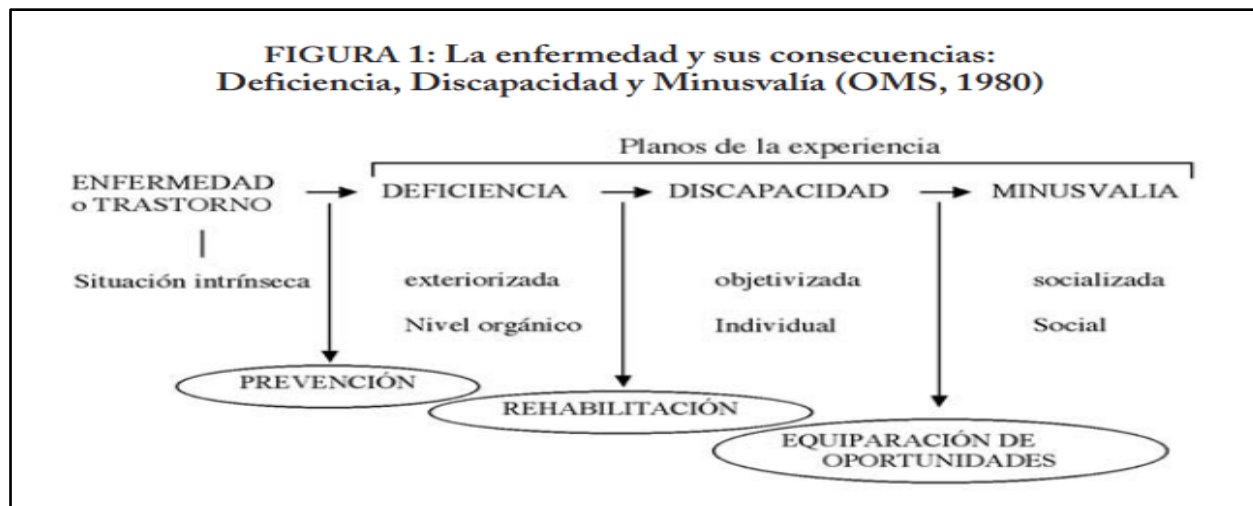 FIGURA 1: La enfermedad y sus consecuencias:
Deficiencia, Discapacidad y Minusvalía (OMS, 1980)
Planos de la experiencia
ENFERMEDAD
o TRASTORNO
DEFICIENCIA
DISCAPACIDAD
MINUSVALIA
Situación intrínseca
exteriorizada
objetivizada
socializada
Nivel orgánico
Individual
Social
PREVENCIÓN
REHABILITACIÓN
EQUIPARACIÓN DE
OPORTUNIDADES